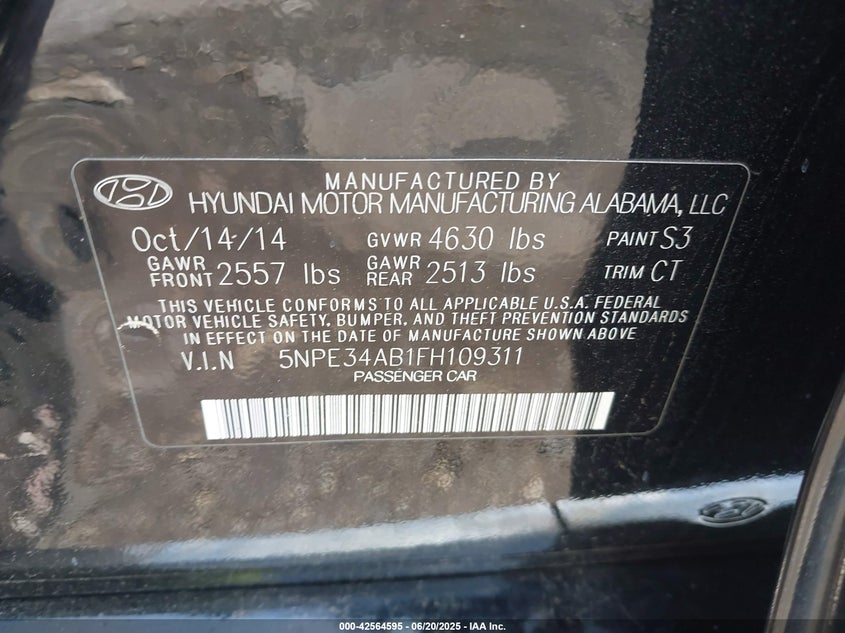 MANUFACTURED BY
HYUNDAI MOTOR MANUFACTURING ALABAMA, LLC
Oct/14/14 GVWR 4630 lbs PAINT S3
GAWR FRONT 2557 lbs GAWR REAR 2513 lbs TRIM CT
THIS VEHICLE CONFORMS TO ALL APPLICABLE U.S.A. FEDERAL
MOTOR VEHICLE SAFETY, BUMPER, AND THEFT PREVENTION STANDARDS
IN EFFECT ON THE DATE OF MANUFACTURE SHOWN ABOVE
V.I.N 5NPE34AB1FH109311
PASSENGER CAR
000-42564595 - 06/20/2025 - IAA Inc.